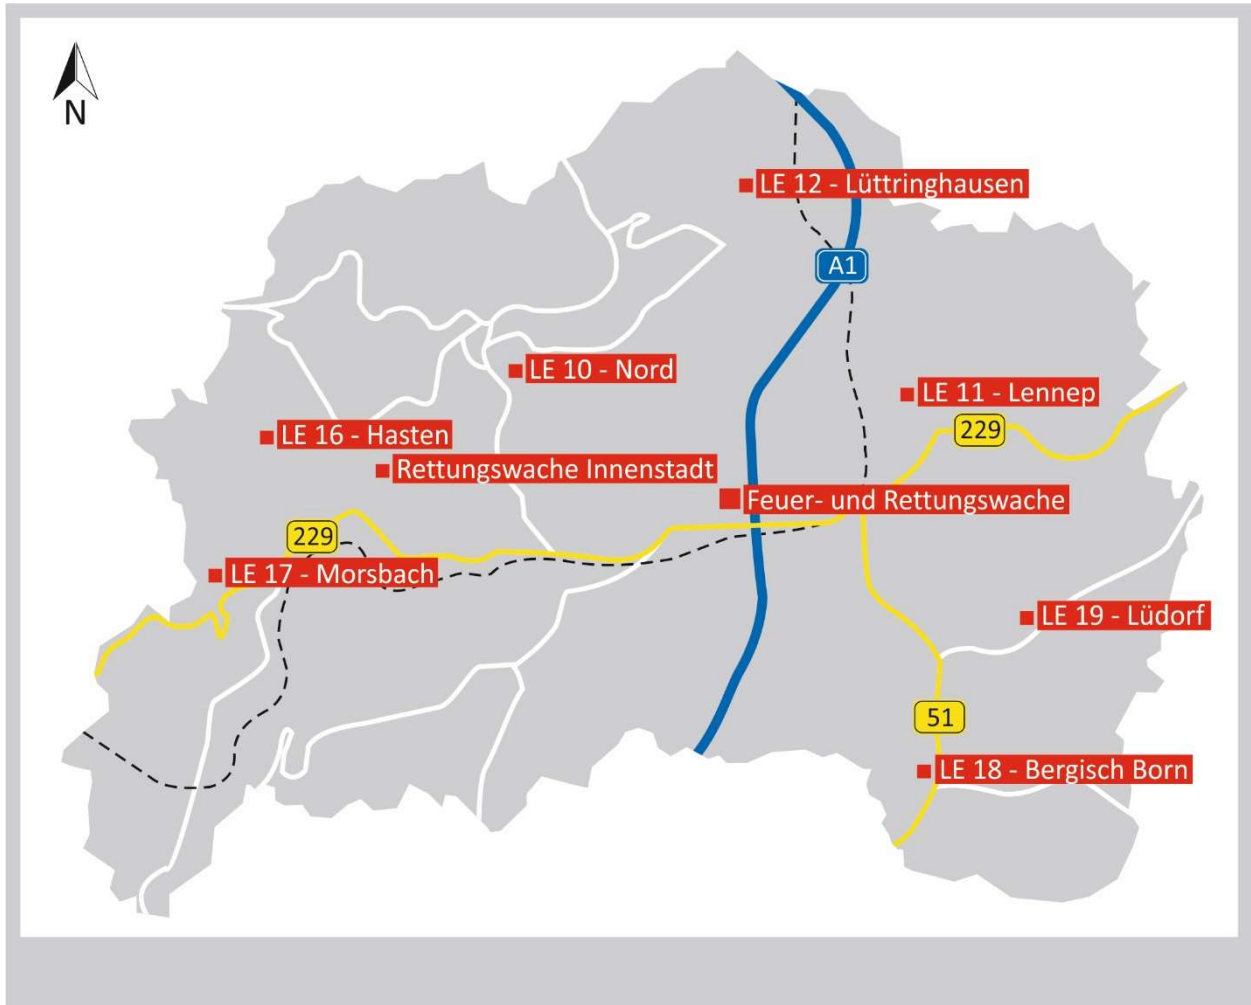 N
LE 12 - Lüttringhausen
A1
LE 10 - Nord
LE 11 - Lennep
229
LE 16 - Hasten
Rettungswache Innenstadt
Feuer- und Rettungswache
229
LE 17 - Morsbach
LE 19 - Lüdorf
51
LE 18 - Bergisch Born